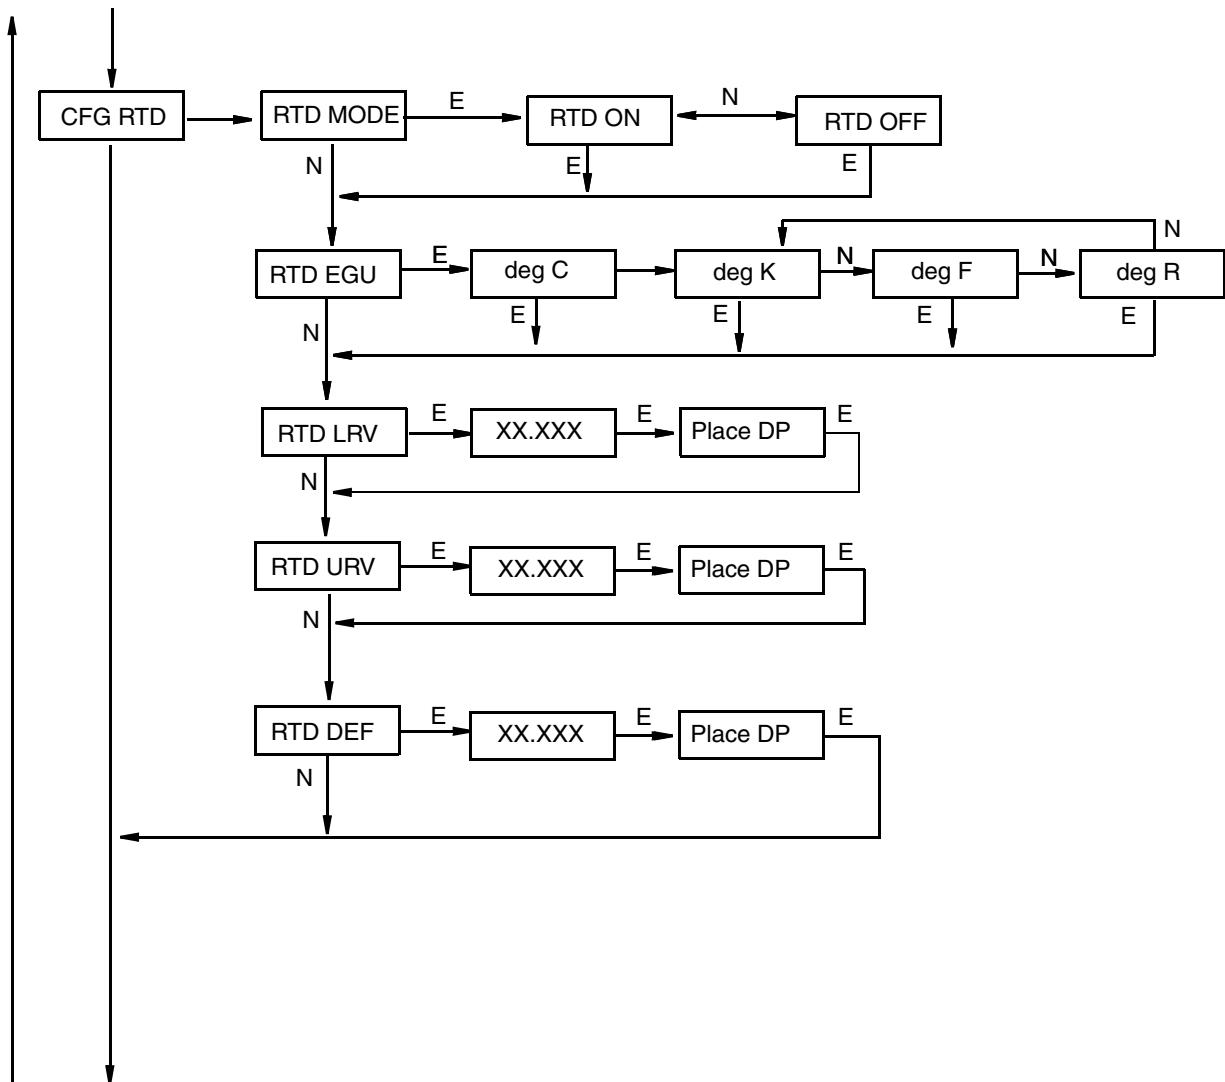 CFG RTD
RTD MODE
E
RTD ON
N
RTD OFF
N
E
E
RTD EGU
E
deg C
deg K
N
deg F
N
deg R
N
N
E
E
E
E
RTD LRV
E
XX.XXX
E
Place DP
E
N
RTD URV
E
XX.XXX
E
Place DP
E
N
RTD DEF
E
XX.XXX
E
Place DP
E
N